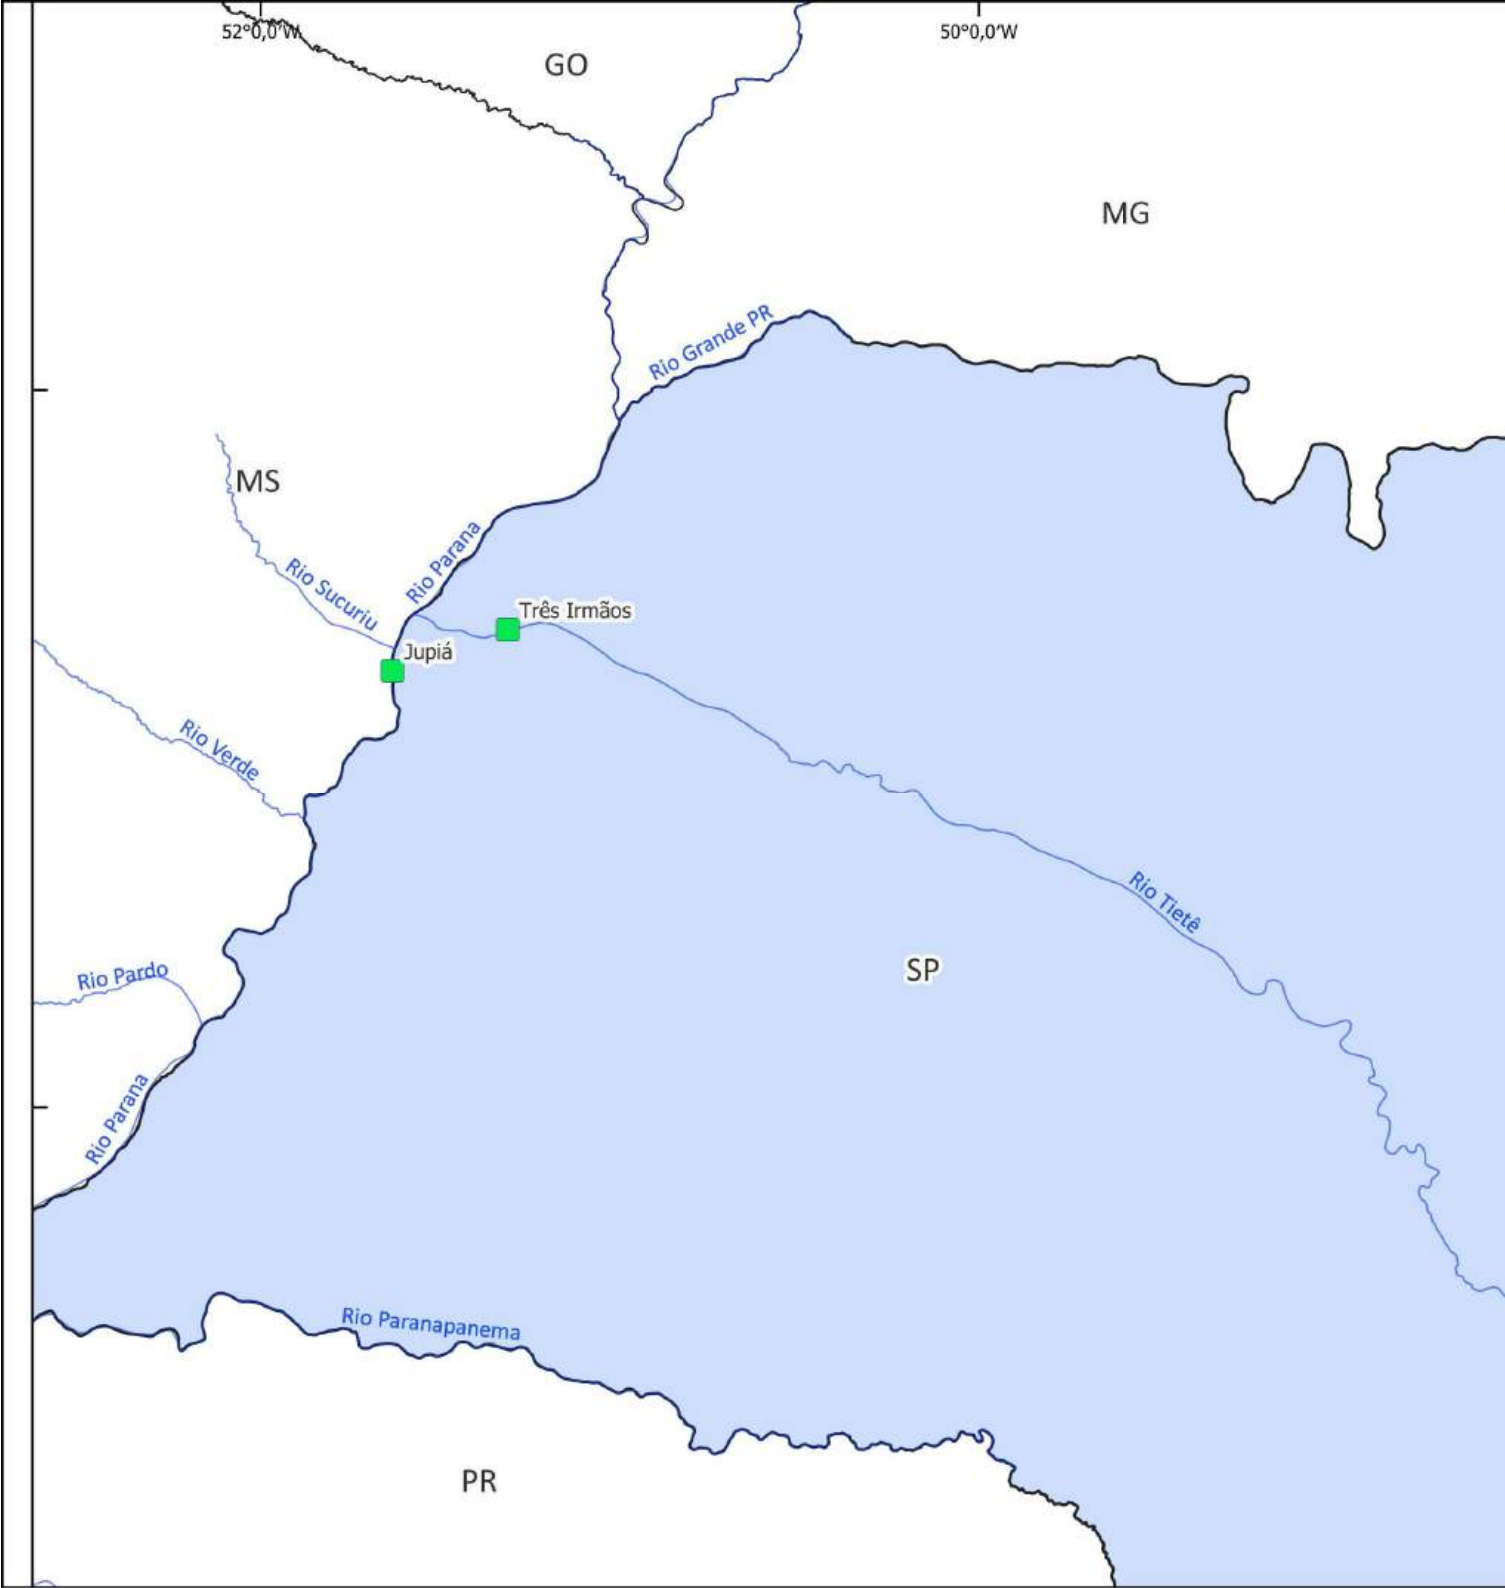 52°0,0'W
50°0,0'W
GO
MG
Rio Grande PR
MS
Rio Parana
Rio Sucuriu
Três Irmãos
Jupiá
Rio Verde
Rio Tietê
SP
Rio Pardo
Rio Parana
Rio Paranapanema
PR